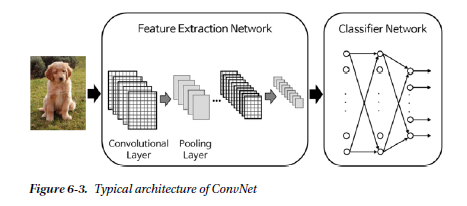 Feature Extraction Network
Classifier Network
Convolutional
Layer
Pooling
Layer
Figure 6-3. Typical architecture of ConvNet